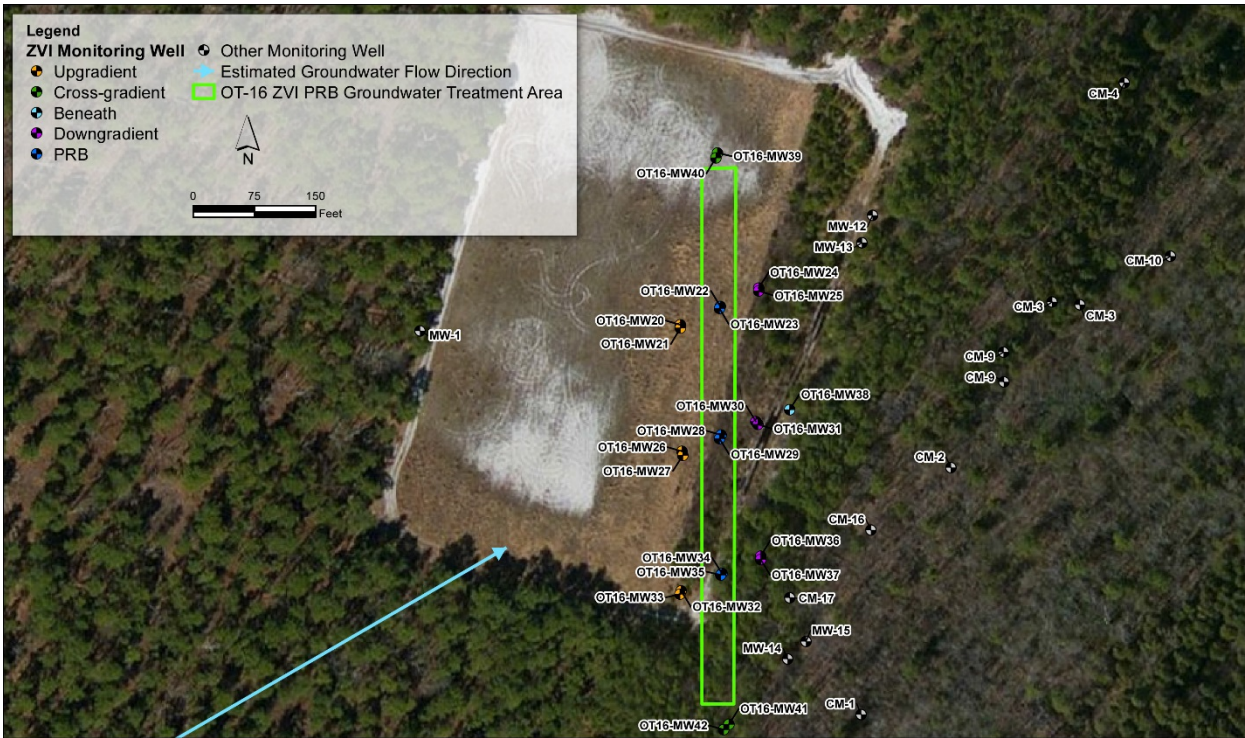 Legend
ZVI Monitoring Well
Upgradient
Cross-gradient
Beneath
Downgradient
PRB
Other Monitoring Well
Estimated Groundwater Flow Direction
OT-16 ZVI PRB Groundwater Treatment Area
N
0 75 150
Feet
CM-4
OT16-MW39
OT16-MW40
MW-12
MW-13
CM-10
OT16-MW24
OT16-MW22
OT16-MW25
CM-3
CM-3
OT16-MW20
OT16-MW23
MW-1
OT16-MW21
CM-9
CM-9
OT16-MW38
OT16-MW30
OT16-MW28
OT16-MW31
OT16-MW26
OT16-MW29
CM-2
OT16-MW27
CM-16
OT16-MW36
OT16-MW34
OT16-MW35
OT16-MW37
OT16-MW33
CM-17
OT16-MW32
MW-15
MW-14
OT16-MW41
CM-1
OT16-MW42